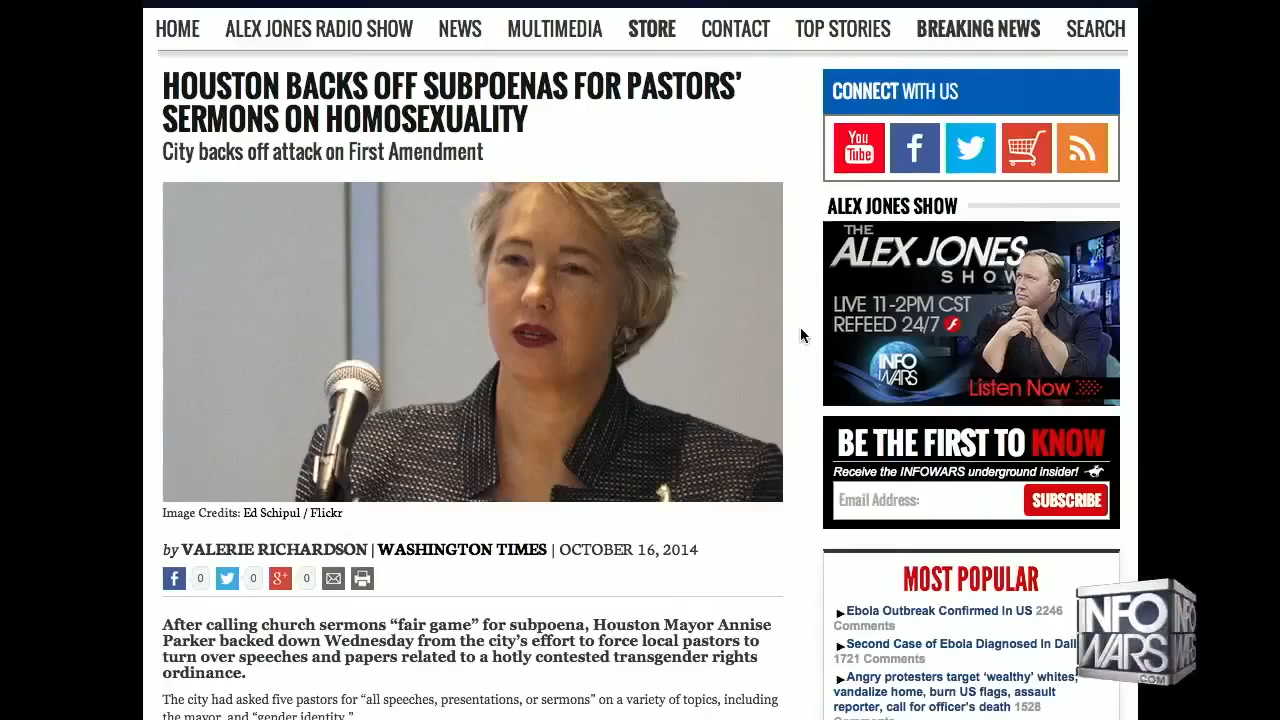 HOME ALEX JONES RADIO SHOW NEWS MULTIMEDIA STORE CONTACT TOP STORIES BREAKING NEWS SEARCH
HOUSTON BACKS OFF SUBPOENAS FOR PASTORS'
SERMONS ON HOMOSEXUALITY
City backs off attack on First Amendment
Image Credits: Ed Schipul / Flickr
by VALERIE RICHARDSON | WASHINGTON TIMES | OCTOBER 16, 2014
0 0 0
After calling church sermons “fair game” for subpoena, Houston Mayor Annise
Parker backed down Wednesday from the city’s effort to force local pastors to
turn over speeches and papers related to a hotly contested transgender rights
ordinance.
The city had asked five pastors for “all speeches, presentations, or sermons” on a variety of topics, including
the mayor, and “gender identity.”
CONNECT WITH US
You
Tube
ALEX JONES SHOW
THE
ALEX JONES
SHOW
LIVE 11-2PM CST
REFEED 24/7
INFO
WARS
Listen Now
BE THE FIRST TO KNOW
Receive the INFOWARS underground insider!
Email Address:
SUBSCRIBE
MOST POPULAR
Ebola Outbreak Confirmed In US 2246
Comments
Second Case of Ebola Diagnosed In Dall
1721 Comments
Angry protesters target ‘wealthy’ whites;
vandalize home, burn US flags, assault
reporter, call for officer’s death 1528
Comments
INFO
WARS
.COM